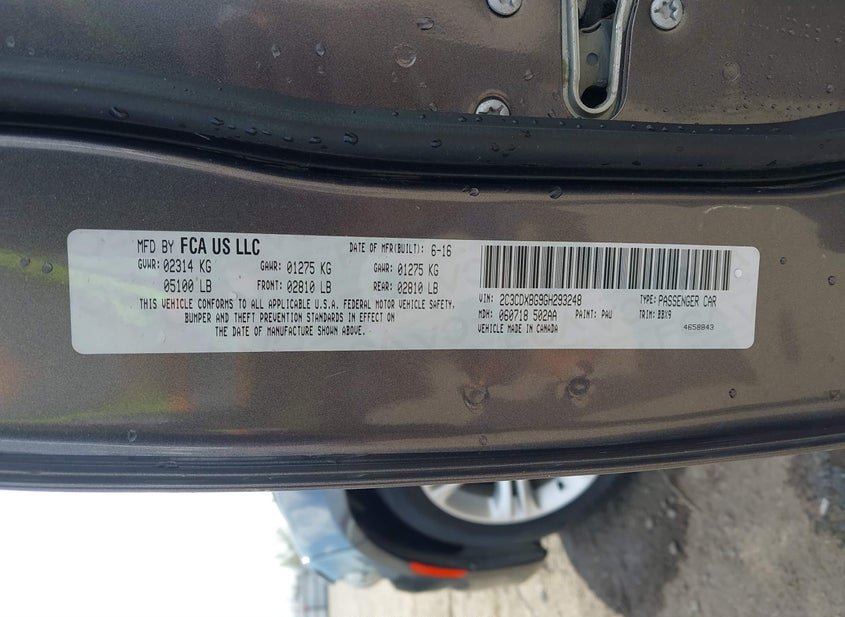 MFD BY FCA US LLC DATE OF MFR(BUILT): 6-16
GVWR: 02314 KG GAWR: 01275 KG GAWR: 01275 KG
05100 LB FRONT: 02810 LB REAR: 02810 LB
THIS VEHICLE CONFORMS TO ALL APPLICABLE U.S.A. FEDERAL MOTOR VEHICLE SAFETY,
BUMPER AND THEFT PREVENTION STANDARDS IN EFFECT ON
THE DATE OF MANUFACTURE SHOWN ABOVE.
VIN: 2C3CDXBG9GH293248 TYPE: PASSENGER CAR
MDH: 060718 502AA PAINT: PAU TRIM: BBX9
VEHICLE MADE IN CANADA 4658843